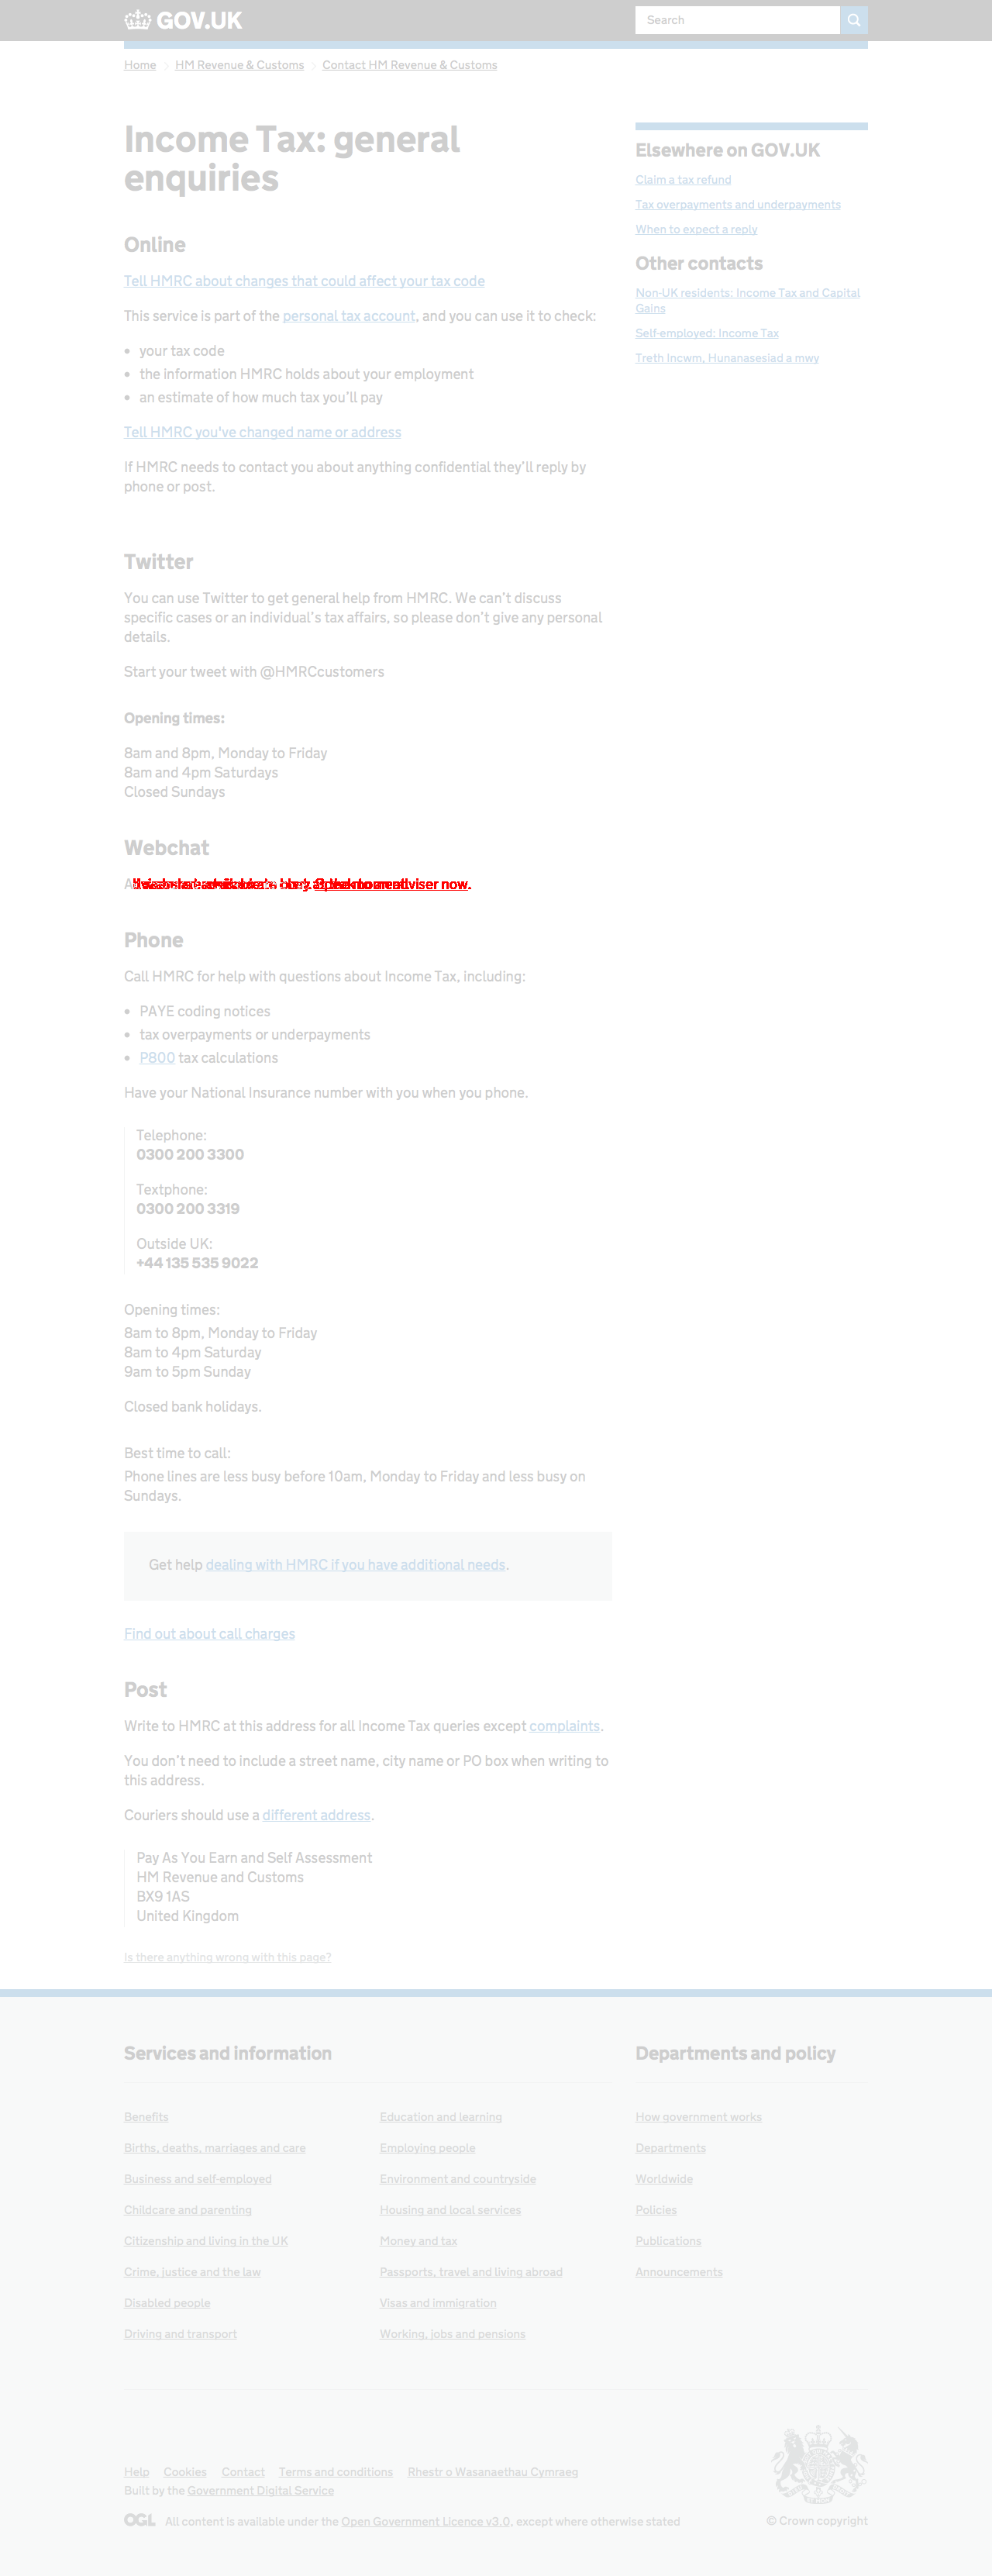 GOV.UK
Search
Home
HM Revenue & Customs
Contact HM Revenue & Customs
Income Tax: general
enquiries
Online
Tell HMRC about changes that could affect your tax code
This service is part of the personal tax account, and you can use it to check:
• your tax code
• the information HMRC holds about your employment
• an estimate of how much tax you’ll pay
Tell HMRC you've changed name or address
If HMRC needs to contact you about anything confidential they’ll reply by
phone or post.
Twitter
You can use Twitter to get general help from HMRC. We can’t discuss
specific cases or an individual’s tax affairs, so please don’t give any personal
details.
Start your tweet with @HMRCcustomers
Opening times:
8am and 8pm, Monday to Friday
8am and 4pm Saturdays
Closed Sundays
Webchat
adviser now.
Phone
Call HMRC for help with questions about Income Tax, including:
• PAYE coding notices
• tax overpayments or underpayments
• P800 tax calculations
Have your National Insurance number with you when you phone.
Telephone:
0300 200 3300
Textphone:
0300 200 3319
Outside UK:
+44 135 535 9022
Opening times:
8am to 8pm, Monday to Friday
8am to 4pm Saturday
9am to 5pm Sunday
Closed bank holidays.
Best time to call:
Phone lines are less busy before 10am, Monday to Friday and less busy on
Sundays.
Get help dealing with HMRC if you have additional needs.
Find out about call charges
Post
Write to HMRC at this address for all Income Tax queries except complaints.
You don’t need to include a street name, city name or PO box when writing to
this address.
Couriers should use a different address.
Pay As You Earn and Self Assessment
HM Revenue and Customs
BX9 1AS
United Kingdom
Is there anything wrong with this page?
Elsewhere on GOV.UK
Claim a tax refund
Tax overpayments and underpayments
When to expect a reply
Other contacts
Non-UK residents: Income Tax and Capital
Gains
Self-employed: Income Tax
Treth Incwm, Hunanasesiad a mwy
Services and information
Benefits
Births, deaths, marriages and care
Business and self-employed
Childcare and parenting
Citizenship and living in the UK
Crime, justice and the law
Disabled people
Driving and transport
Education and learning
Employing people
Environment and countryside
Housing and local services
Money and tax
Passports, travel and living abroad
Visas and immigration
Working, jobs and pensions
Departments and policy
How government works
Departments
Worldwide
Policies
Publications
Announcements
Help Cookies Contact Terms and conditions Rhestr o Wasanaethau Cymraeg
Built by the Government Digital Service
OGL All content is available under the Open Government Licence v3.0, except where otherwise stated
© Crown copyright